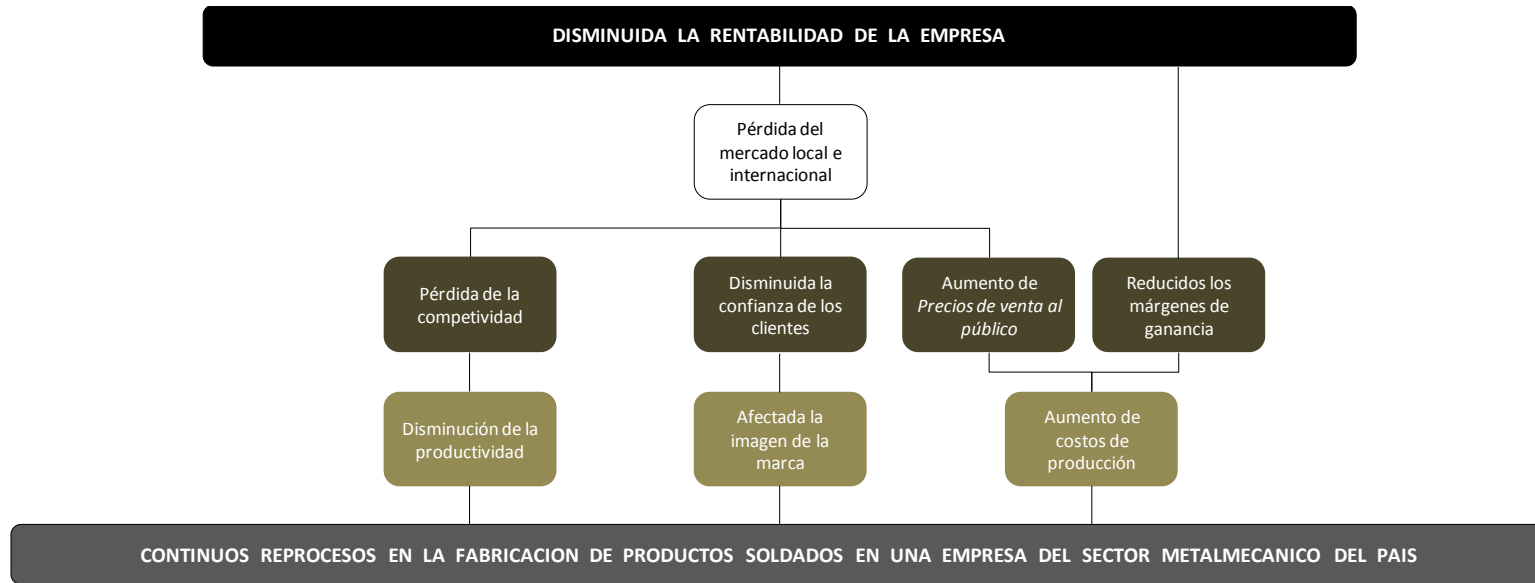 DISMINUIDA LA RENTABILIDAD DE LA EMPRESA
Pérdida del
mercado local e
internacional
Pérdida de la
competividad
Disminuida la
confianza de los
clientes
Aumento de
Precios de venta al
público
Reducidos los
márgenes de
ganancia
Disminución de la
productividad
Afectada la
imagen de la
marca
Aumento de
costos de
producción
CONTINUOS REPROCESOS EN LA FABRICACION DE PRODUCTOS SOLDADOS EN UNA EMPRESA DEL SECTOR METALMECANICO DEL PAIS